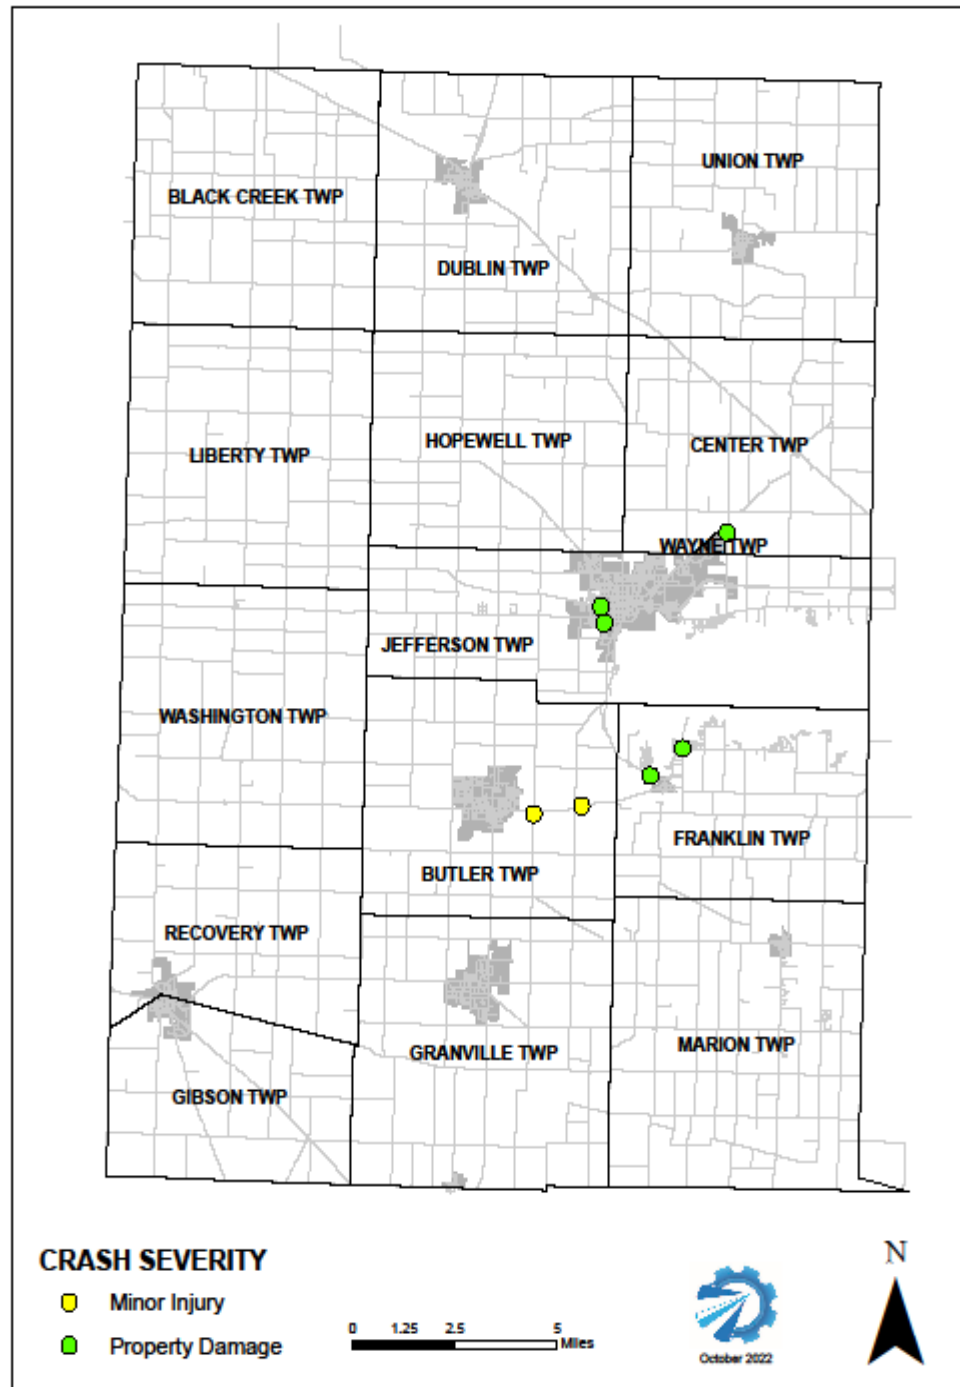 UNION TWP
BLACK CREEK TWP
DUBLIN TWP
HOPEWELL TWP
CENTER TWP
LIBERTY TWP
WAYNE TWP
JEFFERSON TWP
WASHINGTON TWP
FRANKLIN TWP
BUTLER TWP
RECOVERY TWP
MARION TWP
GRANVILLE TWP
GIBSON TWP
CRASH SEVERITY
Minor Injury
Property Damage
0 1.25 2.5 5
Miles
October 2022
N